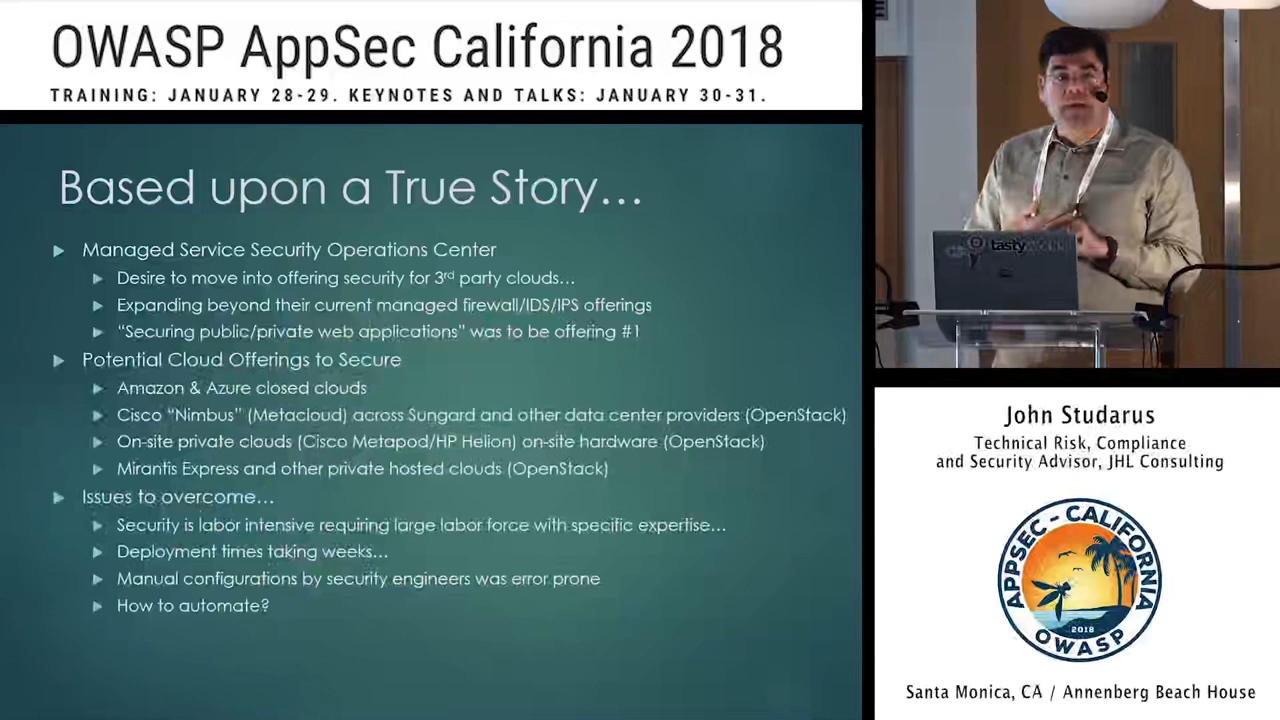 OWASP AppSec California 2018
TRAINING: JANUARY 28-29. KEYNOTES AND TALKS: JANUARY 30-31.
Based upon a True Story...
Managed Service Security Operations Center
Desire to move into offering security for 3rd party clouds...
Expanding beyond their current managed firewall/IDS/IPS offerings
"Securing public/private web applications" was to be offering #1
Potential Cloud Offerings to Secure
Amazon & Azure closed clouds
Cisco "Nimbus" (Metacloud) across Sungard and other data center providers (OpenStack)
On-site private clouds (Cisco Metapod/HP Helion) on-site hardware (OpenStack)
Mirantis Express and other private hosted clouds (OpenStack)
Issues to overcome...
Security is labor intensive requiring large labor force with specific expertise...
Deployment times taking weeks...
Manual configurations by security engineers was error prone
How to automate?
John Studarus
Technical Risk, Compliance
and Security Advisor, JHL Consulting
APPSEC - CALIFORNIA
2018
OWASP
Santa Monica, CA / Annenberg Beach House